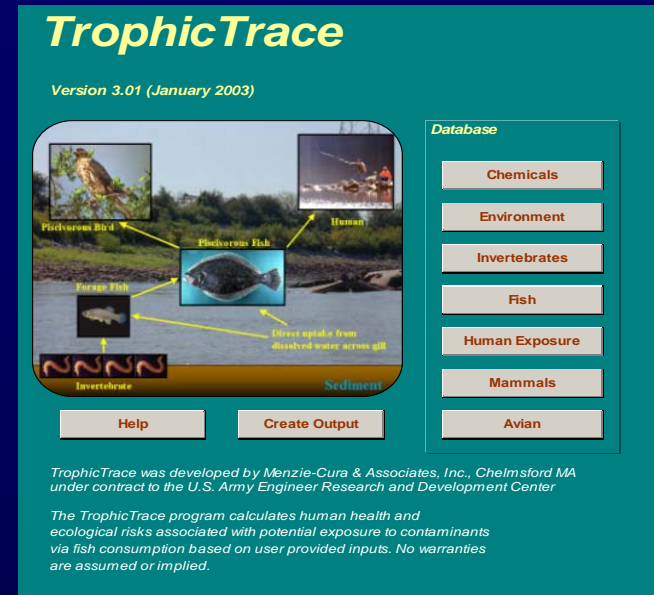 TrophicTrace
Version 3.01 (January 2003)
Database
Chemicals
Environment
Invertebrates
Fish
Human Exposure
Mammals
Avian
Piscivorous Bird
Human
Piscivorous Fish
Forage Fish
Direct uptake from
dissolved water across gill
Invertebrate
Sediment
Help
Create Output
TrophicTrace was developed by Menzie-Cura & Associates, Inc., Chelmsford MA
under contract to the U.S. Army Engineer Research and Development Center
The TrophicTrace program calculates human health and
ecological risks associated with potential exposure to contaminants
via fish consumption based on user provided inputs. No warranties
are assumed or implied.